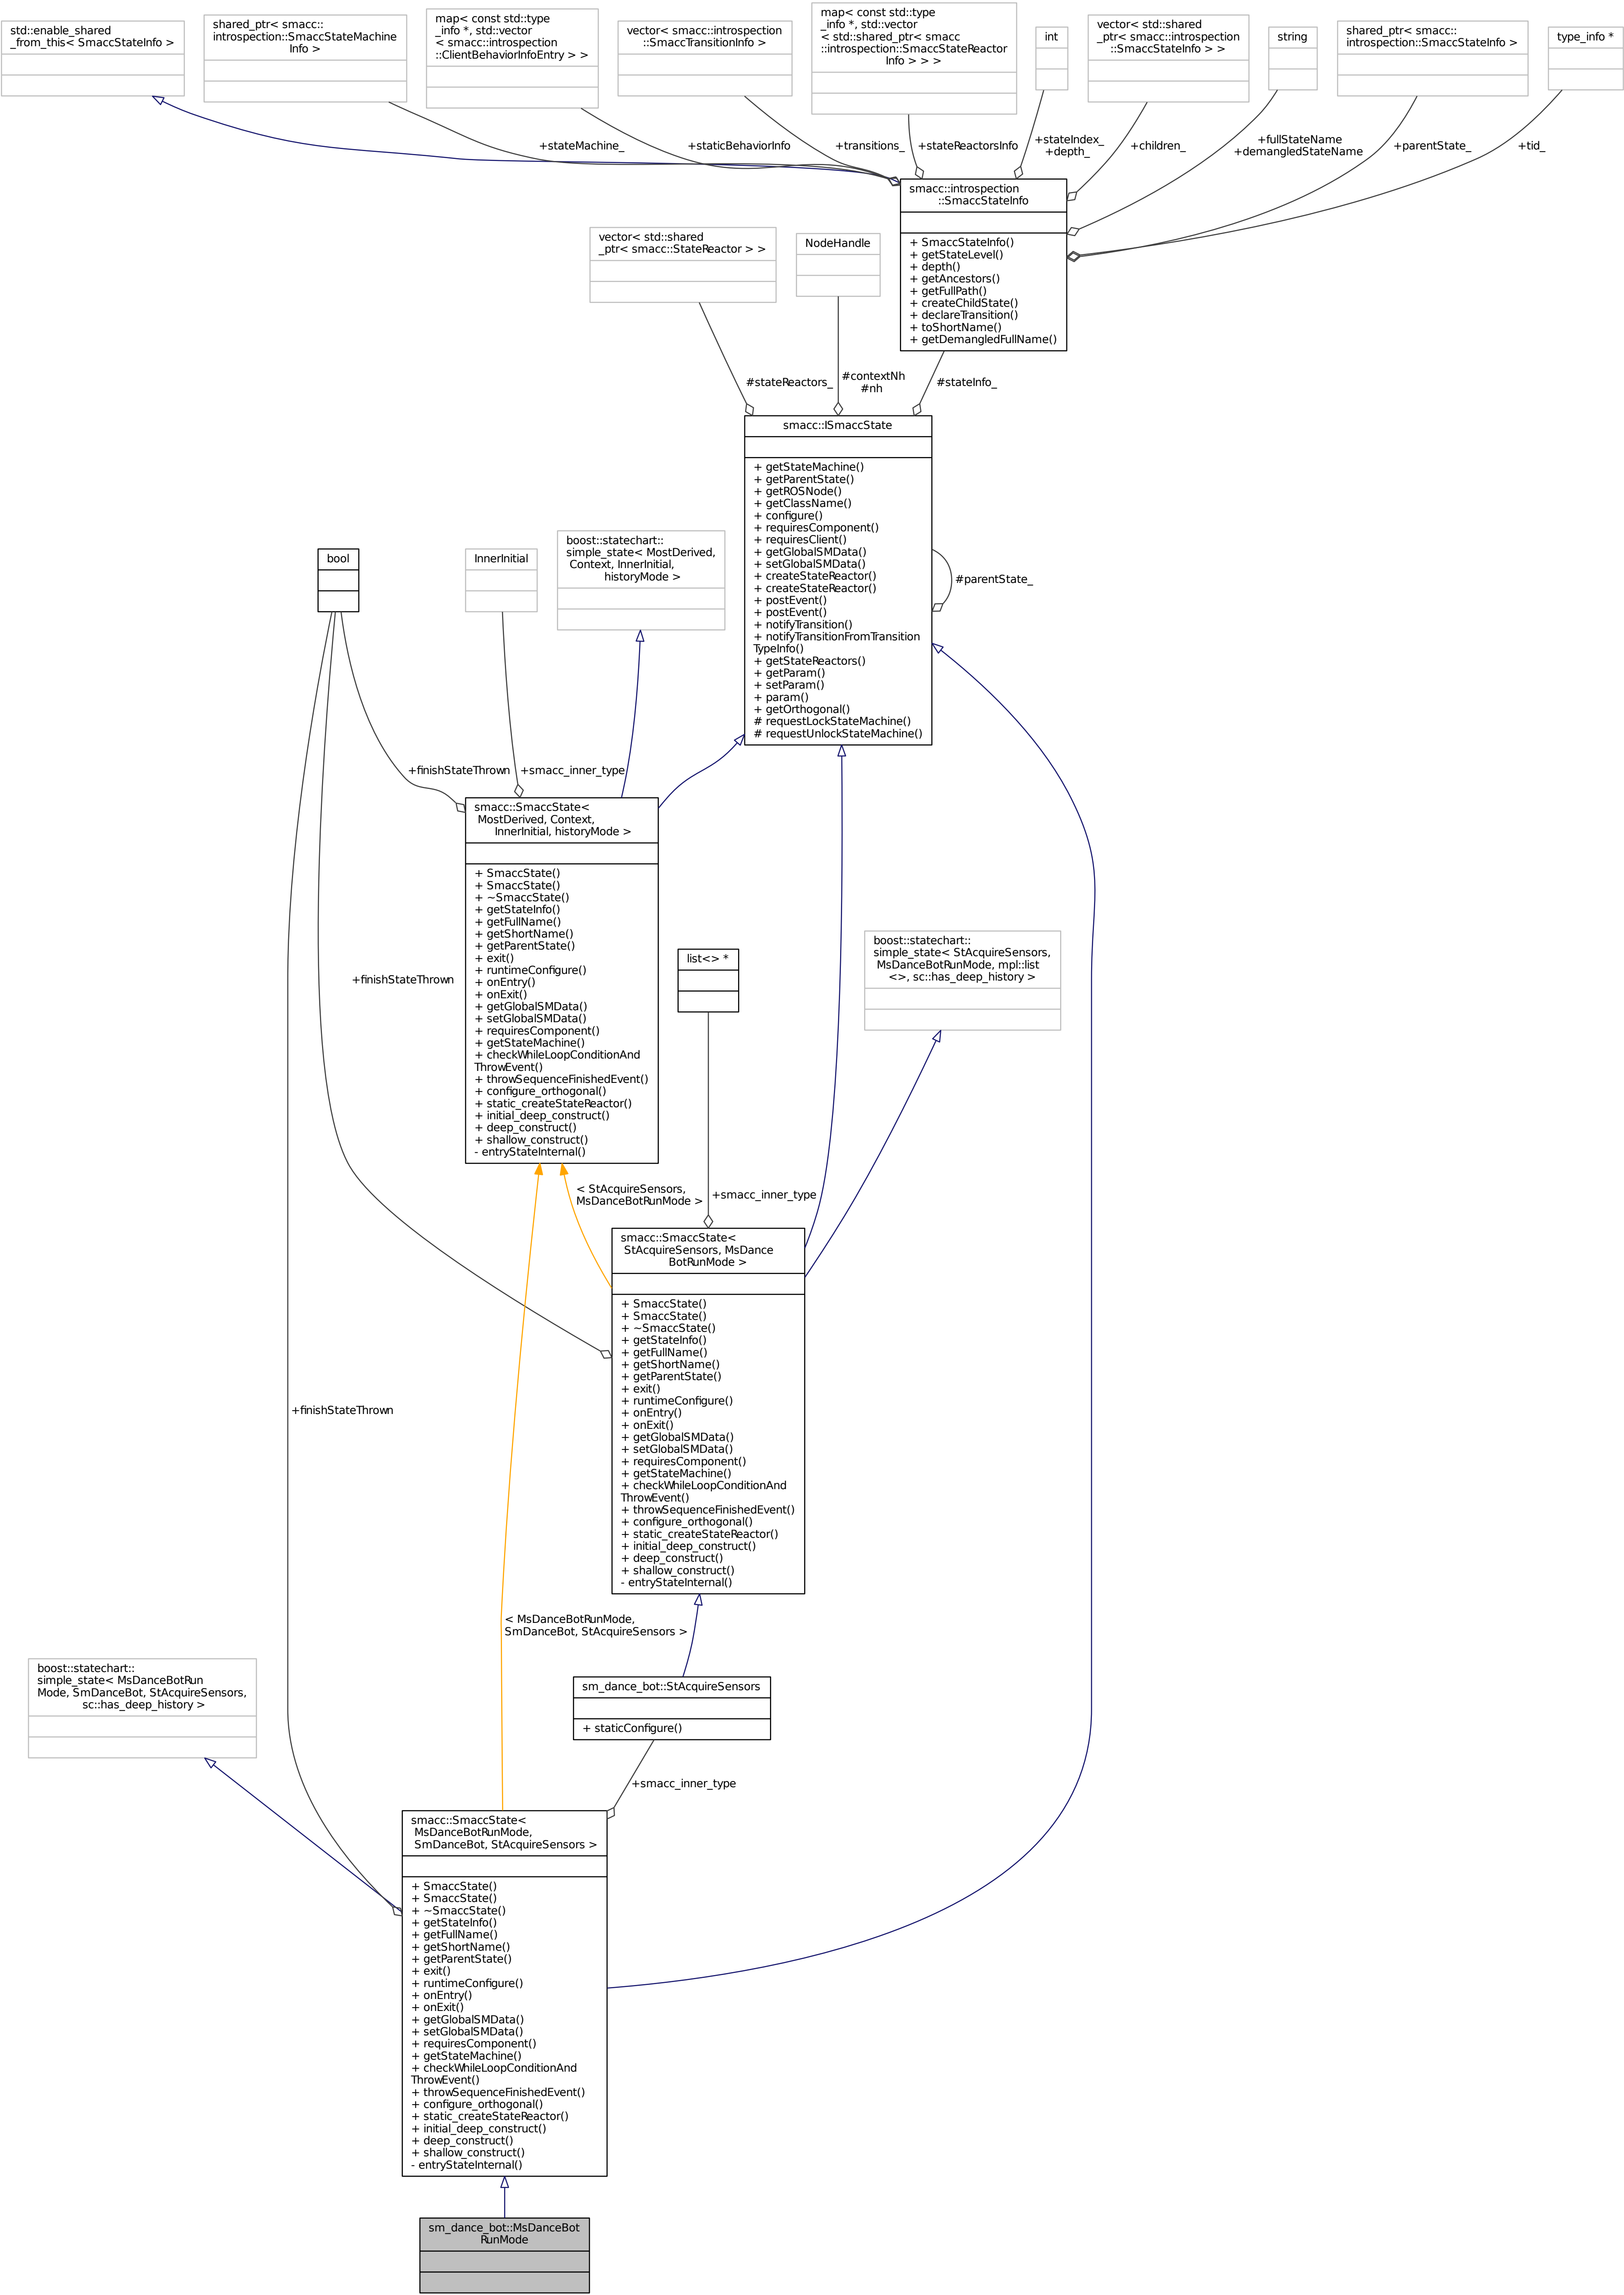 std::enable_shared
_from_this< SmaccStateInfo >
shared_ptr< smacc::
introspection::SmaccStateMachine
Info >
map< const std::type
_info *, std::vector
< smacc::introspection
::ClientBehaviorInfoEntry > >
vector< smacc::introspection
::SmaccTransitionInfo >
map< const std::type
_info *, std::vector
< std::shared_ptr< smacc
::introspection::SmaccStateReactor
Info > > >
int
vector< std::shared
_ptr< smacc::introspection
::SmaccStateInfo > >
string
shared_ptr< smacc::
introspection::SmaccStateInfo >
type_info *
+stateMachine_
+staticBehaviorInfo
+transitions_
+stateReactorsInfo
+stateIndex_
+depth_
+children_
+fullStateName
+demangledStateName
+parentState_
+tid_
smacc::introspection
::SmaccStateInfo
+ SmaccStateInfo()
+ getStateLevel()
+ depth()
+ getAncestors()
+ getFullPath()
+ createChildState()
+ declareTransition()
+ toShortName()
+ getDemangledFullName()
vector< std::shared
_ptr< smacc::StateReactor > >
NodeHandle
#stateReactors_
#contextNh
#nh
#stateInfo_
smacc::ISmaccState
+ getStateMachine()
+ getParentState()
+ getROSNode()
+ getClassName()
+ configure()
+ requiresComponent()
+ requiresClient()
+ getGlobalSMData()
+ setGlobalSMData()
+ createStateReactor()
+ createStateReactor()
+ postEvent()
+ postEvent()
+ notifyTransition()
+ notifyTransitionFromTransition
TypeInfo()
+ getStateReactors()
+ getParam()
+ setParam()
+ param()
+ getOrthogonal()
# requestLockStateMachine()
# requestUnlockStateMachine()
#parentState_
bool
InnerInitial
boost::statechart::
simple_state< MostDerived,
Context, InnerInitial,
historyMode >
+finishStateThrown
+smacc_inner_type
smacc::SmaccState<
MostDerived, Context,
InnerInitial, historyMode >
+ SmaccState()
+ SmaccState()
+ ~SmaccState()
+ getStateInfo()
+ getFullName()
+ getShortName()
+ getParentState()
+ exit()
+ runtimeConfigure()
+ onEntry()
+ onExit()
+ getGlobalSMData()
+ setGlobalSMData()
+ requiresComponent()
+ getStateMachine()
+ checkWhileLoopConditionAnd
ThrowEvent()
+ throwSequenceFinishedEvent()
+ configure_orthogonal()
+ static_createStateReactor()
+ initial_deep_construct()
+ deep_construct()
+ shallow_construct()
- entryStateInternal()
+finishStateThrown
list<> *
boost::statechart::
simple_state< StAcquireSensors,
MsDanceBotRunMode, mpl::list
<>, sc::has_deep_history >
< StAcquireSensors,
MsDanceBotRunMode >
+smacc_inner_type
smacc::SmaccState<
StAcquireSensors, MsDance
BotRunMode >
+ SmaccState()
+ SmaccState()
+ ~SmaccState()
+ getStateInfo()
+ getFullName()
+ getShortName()
+ getParentState()
+ exit()
+ runtimeConfigure()
+ onEntry()
+ onExit()
+ getGlobalSMData()
+ setGlobalSMData()
+ requiresComponent()
+ getStateMachine()
+ checkWhileLoopConditionAnd
ThrowEvent()
+ throwSequenceFinishedEvent()
+ configure_orthogonal()
+ static_createStateReactor()
+ initial_deep_construct()
+ deep_construct()
+ shallow_construct()
- entryStateInternal()
+finishStateThrown
< MsDanceBotRunMode,
SmDanceBot, StAcquireSensors >
boost::statechart::
simple_state< MsDanceBotRun
Mode, SmDanceBot, StAcquireSensors,
sc::has_deep_history >
sm_dance_bot::StAcquireSensors
+ staticConfigure()
+smacc_inner_type
smacc::SmaccState<
MsDanceBotRunMode,
SmDanceBot, StAcquireSensors >
+ SmaccState()
+ SmaccState()
+ ~SmaccState()
+ getStateInfo()
+ getFullName()
+ getShortName()
+ getParentState()
+ exit()
+ runtimeConfigure()
+ onEntry()
+ onExit()
+ getGlobalSMData()
+ setGlobalSMData()
+ requiresComponent()
+ getStateMachine()
+ checkWhileLoopConditionAnd
ThrowEvent()
+ throwSequenceFinishedEvent()
+ configure_orthogonal()
+ static_createStateReactor()
+ initial_deep_construct()
+ deep_construct()
+ shallow_construct()
- entryStateInternal()
sm_dance_bot::MsDanceBot
RunMode